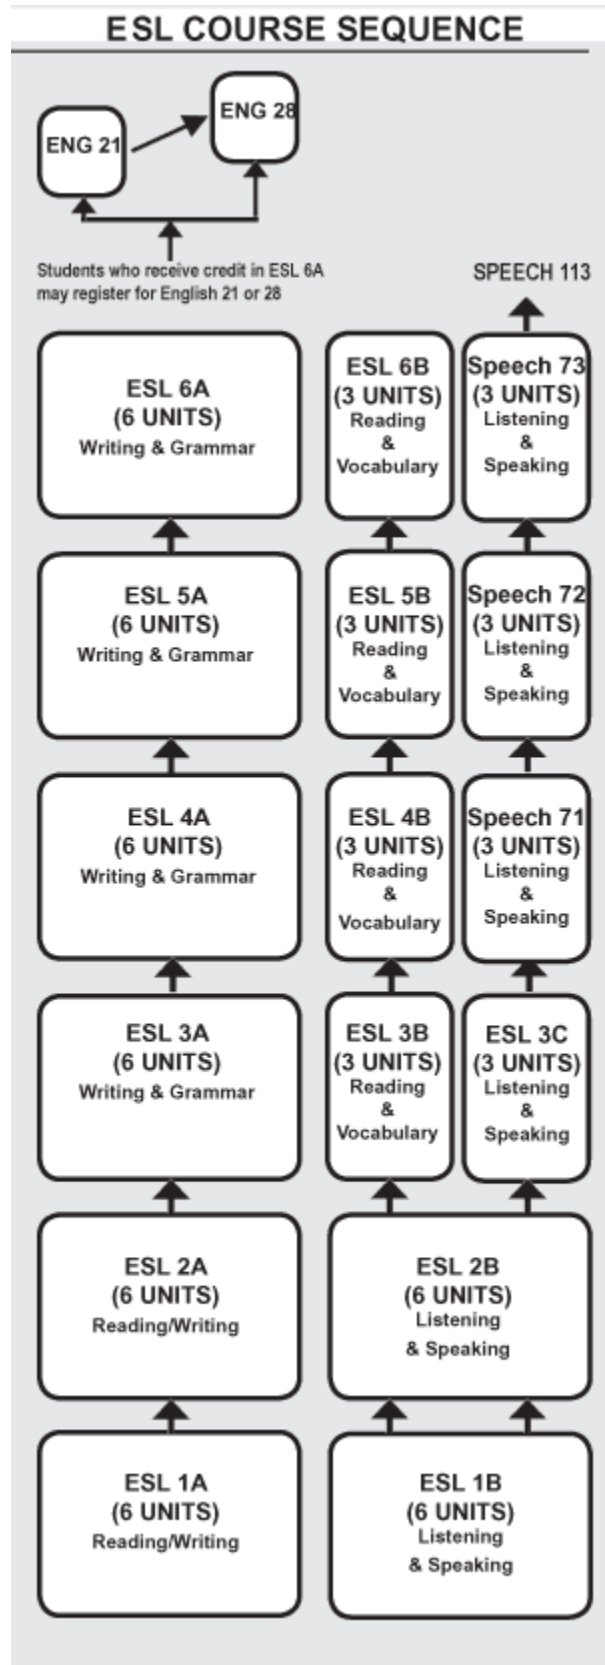 ESL COURSE SEQUENCE
ENG 28
ENG 21
Students who receive credit in ESL 6A
may register for English 21 or 28
SPEECH 113
ESL 6A
(6 UNITS)
Writing & Grammar
ESL 6B
(3 UNITS)
Reading
&
Vocabulary
Speech 73
(3 UNITS)
Listening
&
Speaking
ESL 5A
(6 UNITS)
Writing & Grammar
ESL 5B
(3 UNITS)
Reading
&
Vocabulary
Speech 72
(3 UNITS)
Listening
&
Speaking
ESL 4A
(6 UNITS)
Writing & Grammar
ESL 4B
(3 UNITS)
Reading
&
Vocabulary
Speech 71
(3 UNITS)
Listening
&
Speaking
ESL 3A
(6 UNITS)
Writing & Grammar
ESL 3B
(3 UNITS)
Reading
&
Vocabulary
ESL 3C
(3 UNITS)
Listening
&
Speaking
ESL 2A
(6 UNITS)
Reading/Writing
ESL 2B
(6 UNITS)
Listening
& Speaking
ESL 1A
(6 UNITS)
Reading/Writing
ESL 1B
(6 UNITS)
Listening
& Speaking